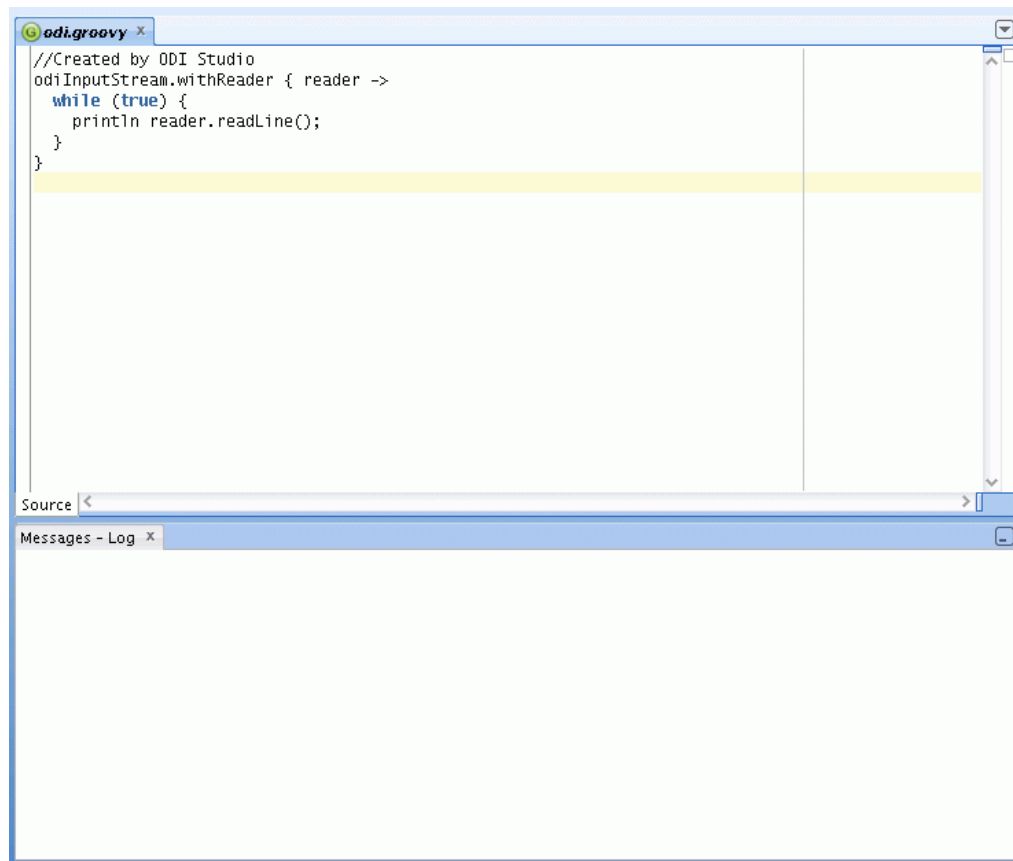 G odi.groovy x
//Created by ODI Studio
odiInputStream.withReader { reader ->
  while (true) {
    println reader.readLine();
  }
}
Source
Messages - Log x